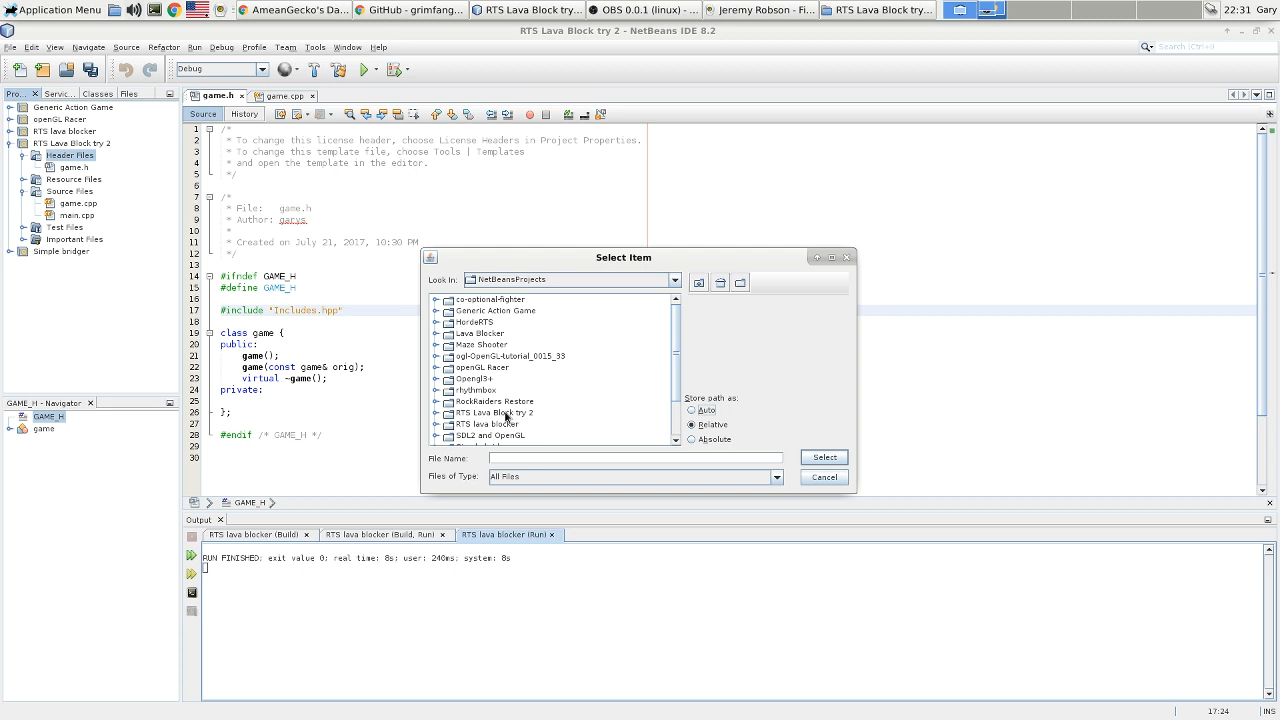 Application Menu
AmeanGecko's Da...
GitHub - grimfang...
RTS Lava Block try...
OBS 0.0.1 (linux) - ...
Jeremy Robson - Fi...
RTS Lava Block try...
22:31 Gary
RTS Lava Block try 2 - NetBeans IDE 8.2
File Edit View Navigate Source Refactor Run Debug Profile Team Tools Window Help
Search (Ctrl+I)
Debug
Pro... Servic... Classes Files
game.h game.cpp
Generic Action Game
openGL Racer
RTS lava blocker
RTS Lava Block try 2
Header Files
game.h
Resource Files
Source Files
game.cpp
main.cpp
Test Files
Important Files
Simple bridger
Source History
1 /*
2 * To change this license header, choose License Headers in Project Properties.
3 * To change this template file, choose Tools | Templates
4 * and open the template in the editor.
5 */
6
7 /*
8 * File: game.h
9 * Author: garys
10 *
11 * Created on July 21, 2017, 10:30 PM
12 */
13
14 #ifndef GAME_H
15 #define GAME_H
16
17 #include "Includes.hpp"
18
19 class game {
20 public:
21 game();
22 game(const game& orig);
23 virtual ~game();
24 private:
25
26 };
27
28 #endif /* GAME_H */
29
30
GAME_H
GAME_H - Navigator
GAME_H
game
Select Item
Look In: NetBeansProjects
co-optional-fighter
Generic Action Game
HordeRTS
Lava Blocker
Maze Shooter
ogl-OpenGL-tutorial_0015_33
openGL Racer
Opengl3+
rhythmbox
RockRaiders Restore
RTS Lava Block try 2
RTS lava blocker
SDL2 and OpenGL
Store path as:
Auto
Relative
Absolute
File Name:
Select
Files of Type: All Files
Cancel
Output
RTS lava blocker (Build) RTS lava blocker (Build, Run) RTS lava blocker (Run)
RUN FINISHED; exit value 0; real time: 8s; user: 240ms; system: 8s
17:24 INS